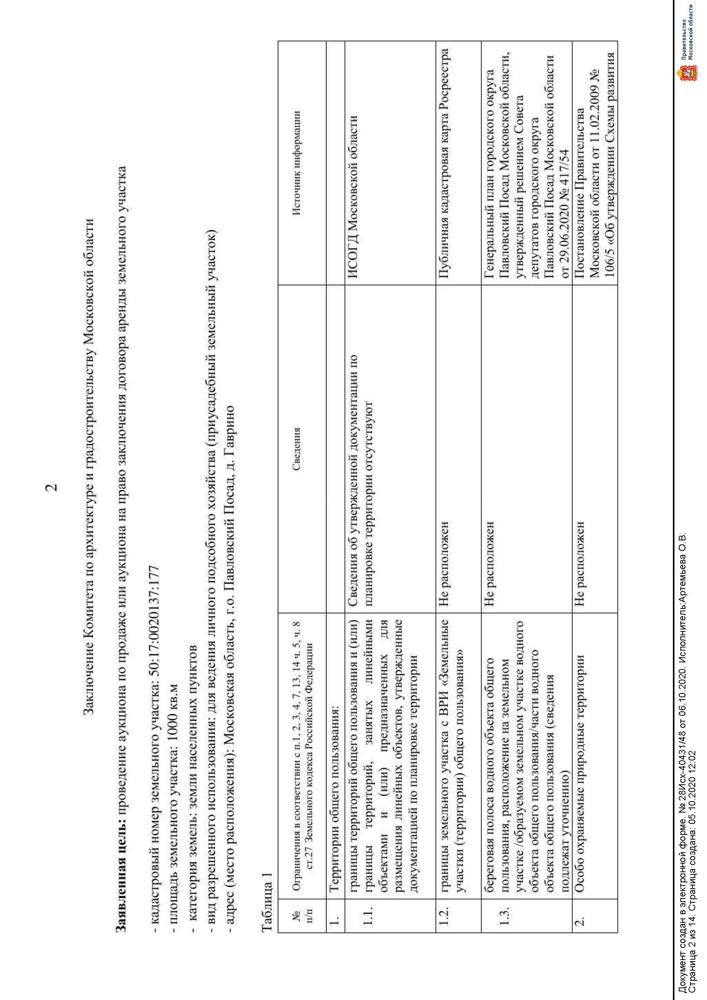 2
Заключение Комитета по архитектуре и градостроительству Московской области
Заявленная цель: проведение аукциона по продаже или аукциона на право заключения договора аренды земельного участка
- кадастровый номер земельного участка: 50:17:0020137:177
- площадь земельного участка: 1000 кв.м
- категория земель: земли населенных пунктов
- вид разрешенного использования: для ведения личного подсобного хозяйства (приусадебный земельный участок)
- адрес (место расположения): Московская область, г.о. Павловский Посад, д. Гаврино
Таблица 1
№
п/п
Ограничения в соответствии с п.1, 2, 3, 4, 7, 13, 14 ч. 5, ч. 8
ст.27 Земельного кодекса Российской Федерации
Сведения
Источник информации
1.
Территории общего пользования:
1.1.
границы территорий общего пользования и (или)
границы территорий, занятых линейными
объектами и (или) предназначенных для
размещения линейных объектов, утвержденные
документацией по планировке территории
Сведения об утвержденной документации по
планировке территории отсутствуют
ИСОГД Московской области
1.2.
границы земельного участка с ВРИ «Земельные
участки (территории) общего пользования»
Не расположен
Публичная кадастровая карта Росреестра
1.3.
береговая полоса водного объекта общего
пользования, расположение на земельном
участке /образуемом земельном участке водного
объекта общего пользования/части водного
объекта общего пользования (сведения
подлежат уточнению)
Не расположен
Генеральный план городского округа
Павловский Посад Московской области,
утвержденный решением Совета
депутатов городского округа
Павловский Посад Московской области
от 29.06.2020 № 417/54
2.
Особо охраняемые природные территории
Не расположен
Постановление Правительства
Московской области от 11.02.2009 №
106/5 «Об утверждении Схемы развития
Документ создан в электронной форме. № 28Исх-40431/48 от 06.10.2020. Исполнитель:Артемьева О.В.
Страница 2 из 14. Страница создана: 05.10.2020 12:02
Правительство
Московской области